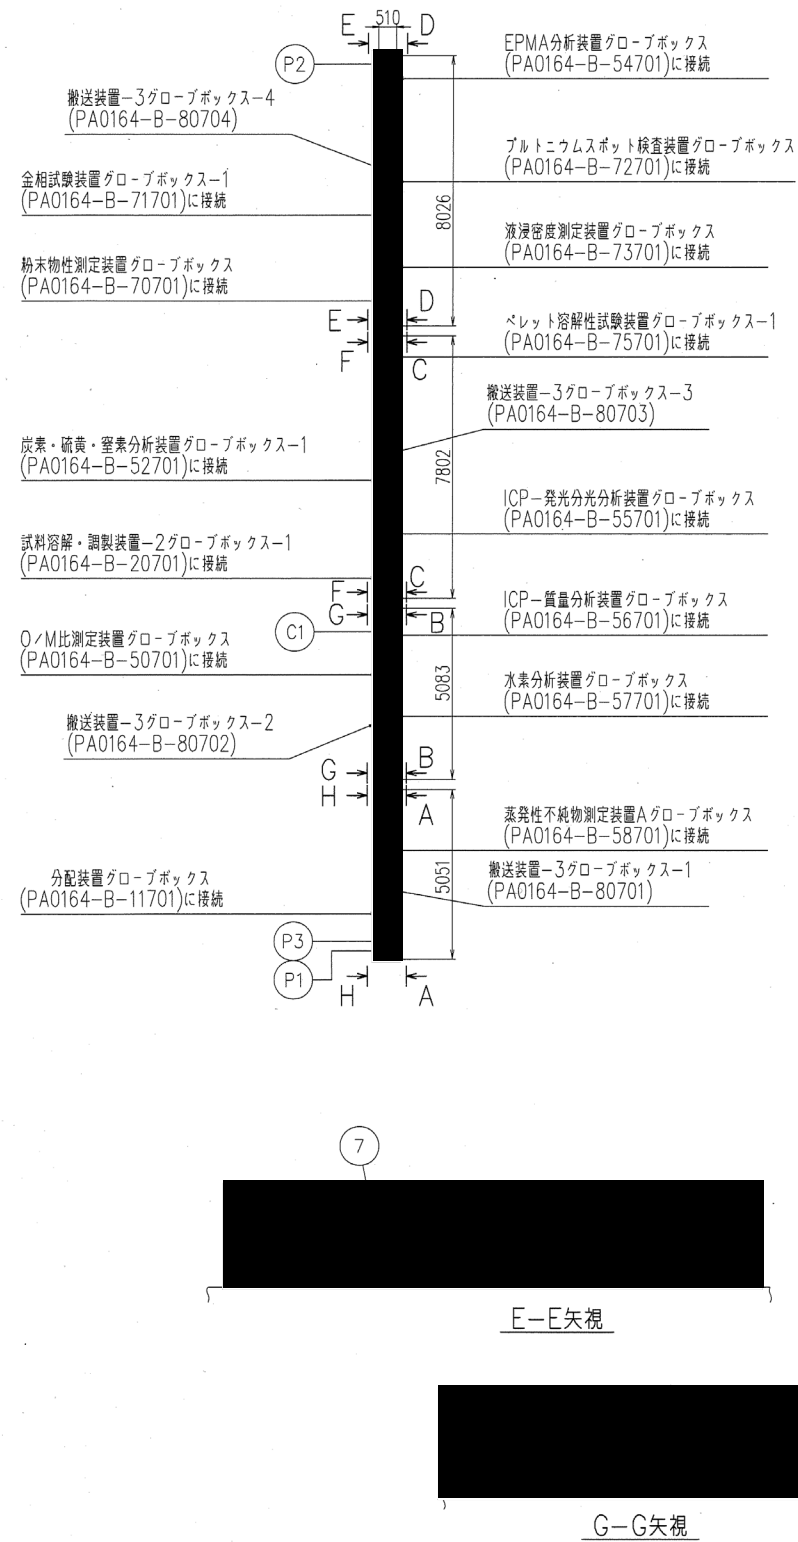 E 510 D
P2
EPMA分析装置グローブボックス
(PA0164-B-54701)に接続
搬送装置-3グローブボックス-4
(PA0164-B-80704)
プルトニウムスポット検査装置グローブボックス
(PA0164-B-72701)に接続
金相試験装置グローブボックス-1
(PA0164-B-71701)に接続
8026
液浸密度測定装置グローブボックス
(PA0164-B-73701)に接続
粉末物性測定装置グローブボックス
(PA0164-B-70701)に接続
E D
F C
ペレット溶解性試験装置グローブボックス-1
(PA0164-B-75701)に接続
搬送装置-3グローブボックス-3
(PA0164-B-80703)
炭素・硫黄・窒素分析装置グローブボックス-1
(PA0164-B-52701)に接続
7802
ICP-発光分光分析装置グローブボックス
(PA0164-B-55701)に接続
試料溶解・調製装置-2グローブボックス-1
(PA0164-B-20701)に接続
F C
G B
ICP-質量分析装置グローブボックス
(PA0164-B-56701)に接続
C1
O/M比測定装置グローブボックス
(PA0164-B-50701)に接続
5083
水素分析装置グローブボックス
(PA0164-B-57701)に接続
搬送装置-3グローブボックス-2
(PA0164-B-80702)
G B
H A
蒸発性不純物測定装置Aグローブボックス
(PA0164-B-58701)に接続
5051
搬送装置-3グローブボックス-1
(PA0164-B-80701)
分配装置グローブボックス
(PA0164-B-11701)に接続
P3
P1
H A
7
E-E矢視
G-G矢視